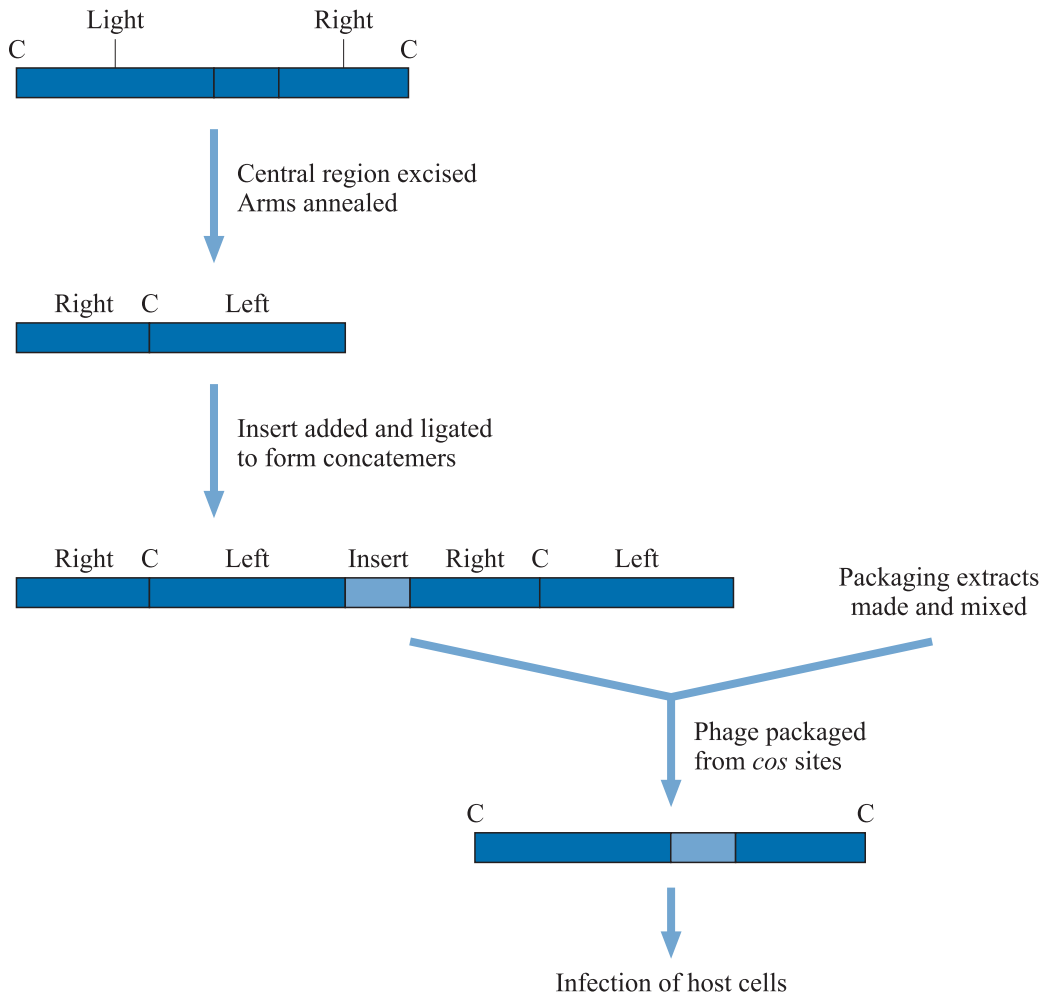 Light Right
C C
Central region excised
Arms annealed
Right C Left
Insert added and ligated
to form concatemers
Right C Left Insert Right C Left
Packaging extracts
made and mixed
Phage packaged
from cos sites
C C
Infection of host cells